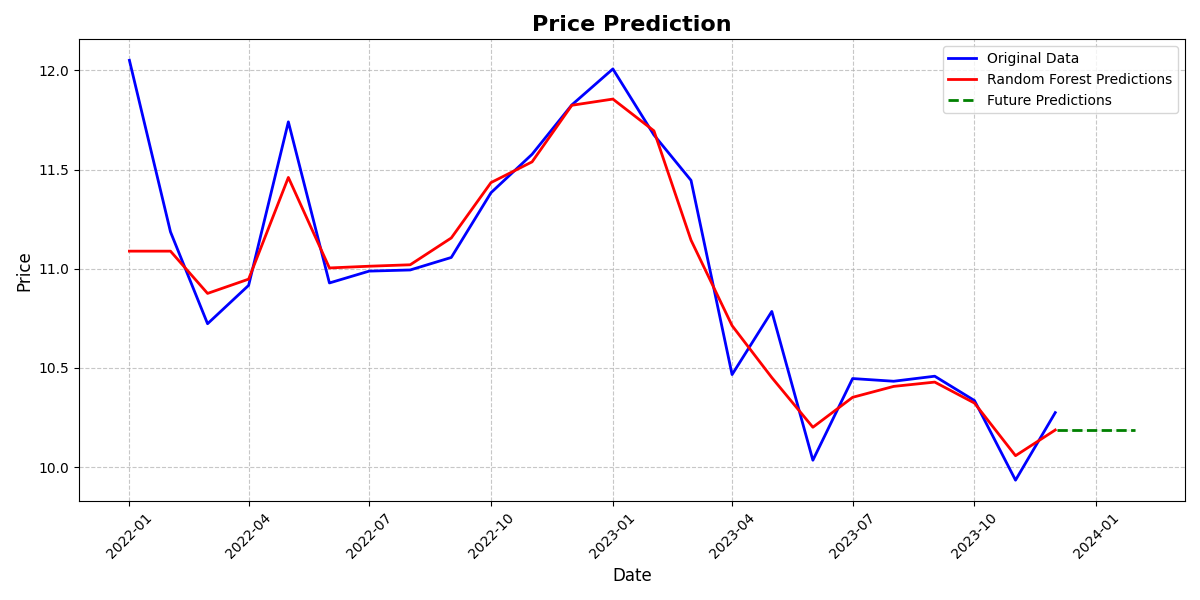 Price Prediction
Original Data
Random Forest Predictions
Future Predictions
12.0
11.5
11.0
10.5
10.0
Price
2022-01
2022-04
2022-07
2022-10
2023-01
2023-04
2023-07
2023-10
2024-01
Date